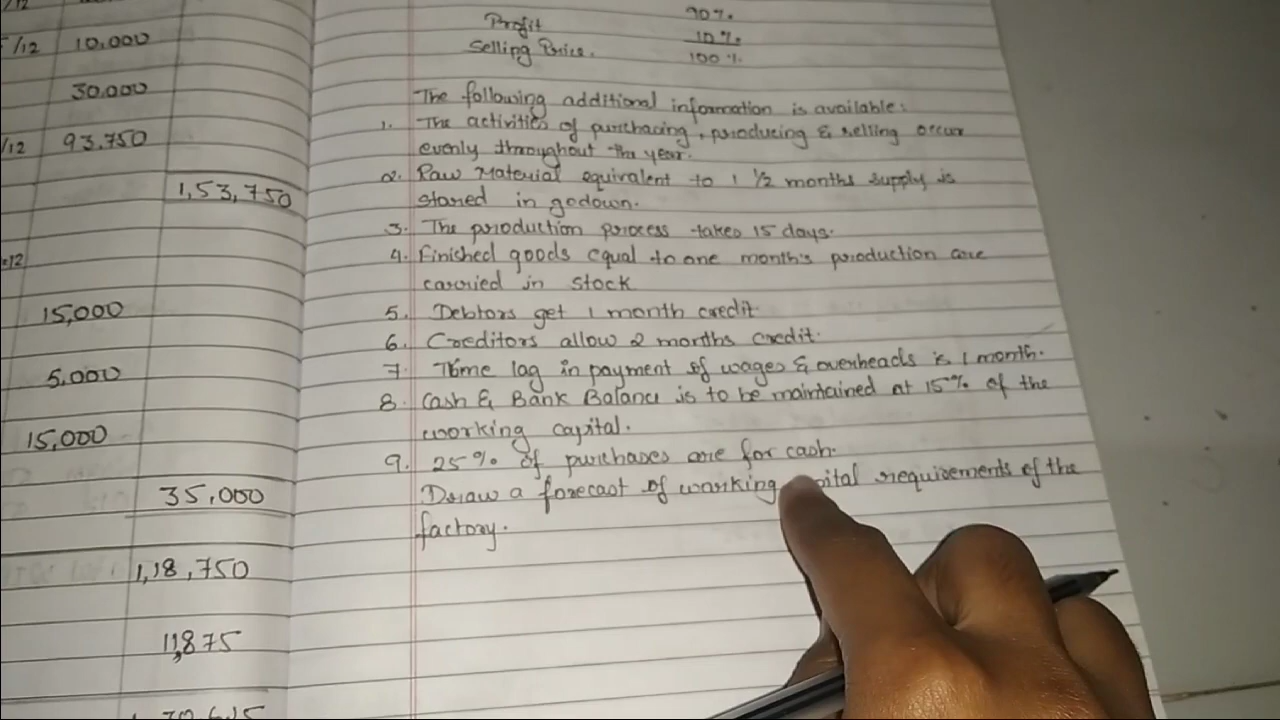 /12 10,000
30,000
/12 93,750
1,53,750
15,000
5,000
15,000
35,000
1,18,750
11,875
90%
Profit 10%
Selling Price. 100%
The following additional information is available:
1. The activities of purchasing, producing & selling occur
evenly throughout the year.
2. Raw Material equivalent to 1 1/2 months supply is
stored in godown.
3. The production process takes 15 days.
4. Finished goods equal to one month's production are
carried in stock
5. Debtors get 1 month credit
6. Creditors allow 2 months credit.
7. Time lag in payment of wages & overheads is 1 month.
8. Cash & Bank Balance is to be maintained at 15% of the
working capital.
9. 25% of purchases are for cash.
Draw a forecast of working pital requirements of the
factory.